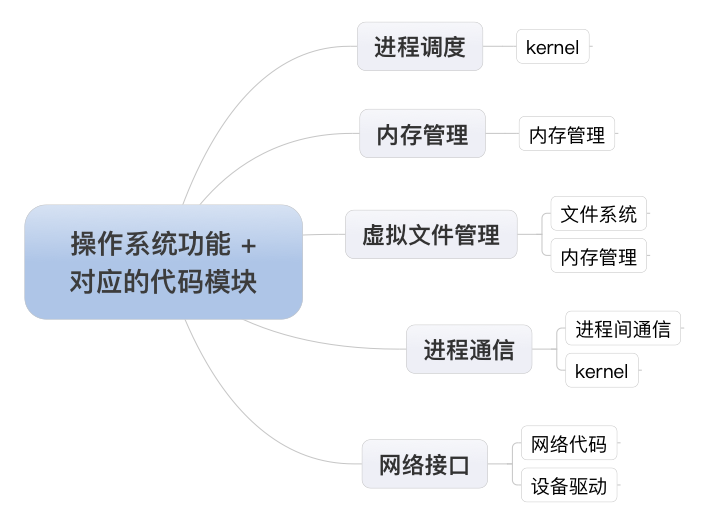 进程调度
kernel
内存管理
内存管理
操作系统功能 +
对应的代码模块
虚拟文件管理
文件系统
内存管理
进程通信
进程间通信
kernel
网络接口
网络代码
设备驱动